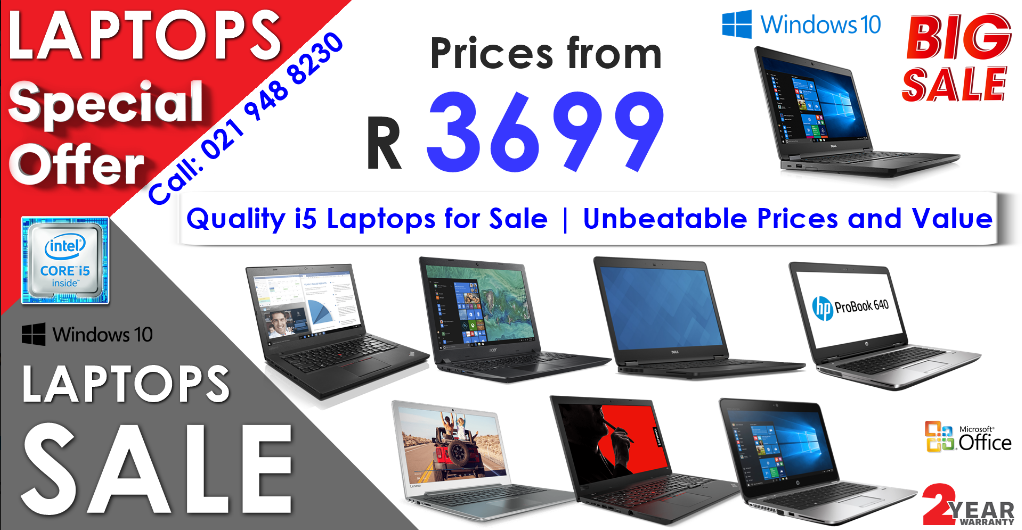 LAPTOPS
Special
Offer
Call: 021 948 8230
Prices from
R 3699
Windows 10
BIG
SALE
Quality i5 Laptops for Sale | Unbeatable Prices and Value
intel
CORE i5
inside
Windows 10
LAPTOPS
SALE
hp
ProBook 640
Microsoft
Office
2 YEAR
WARRANTY